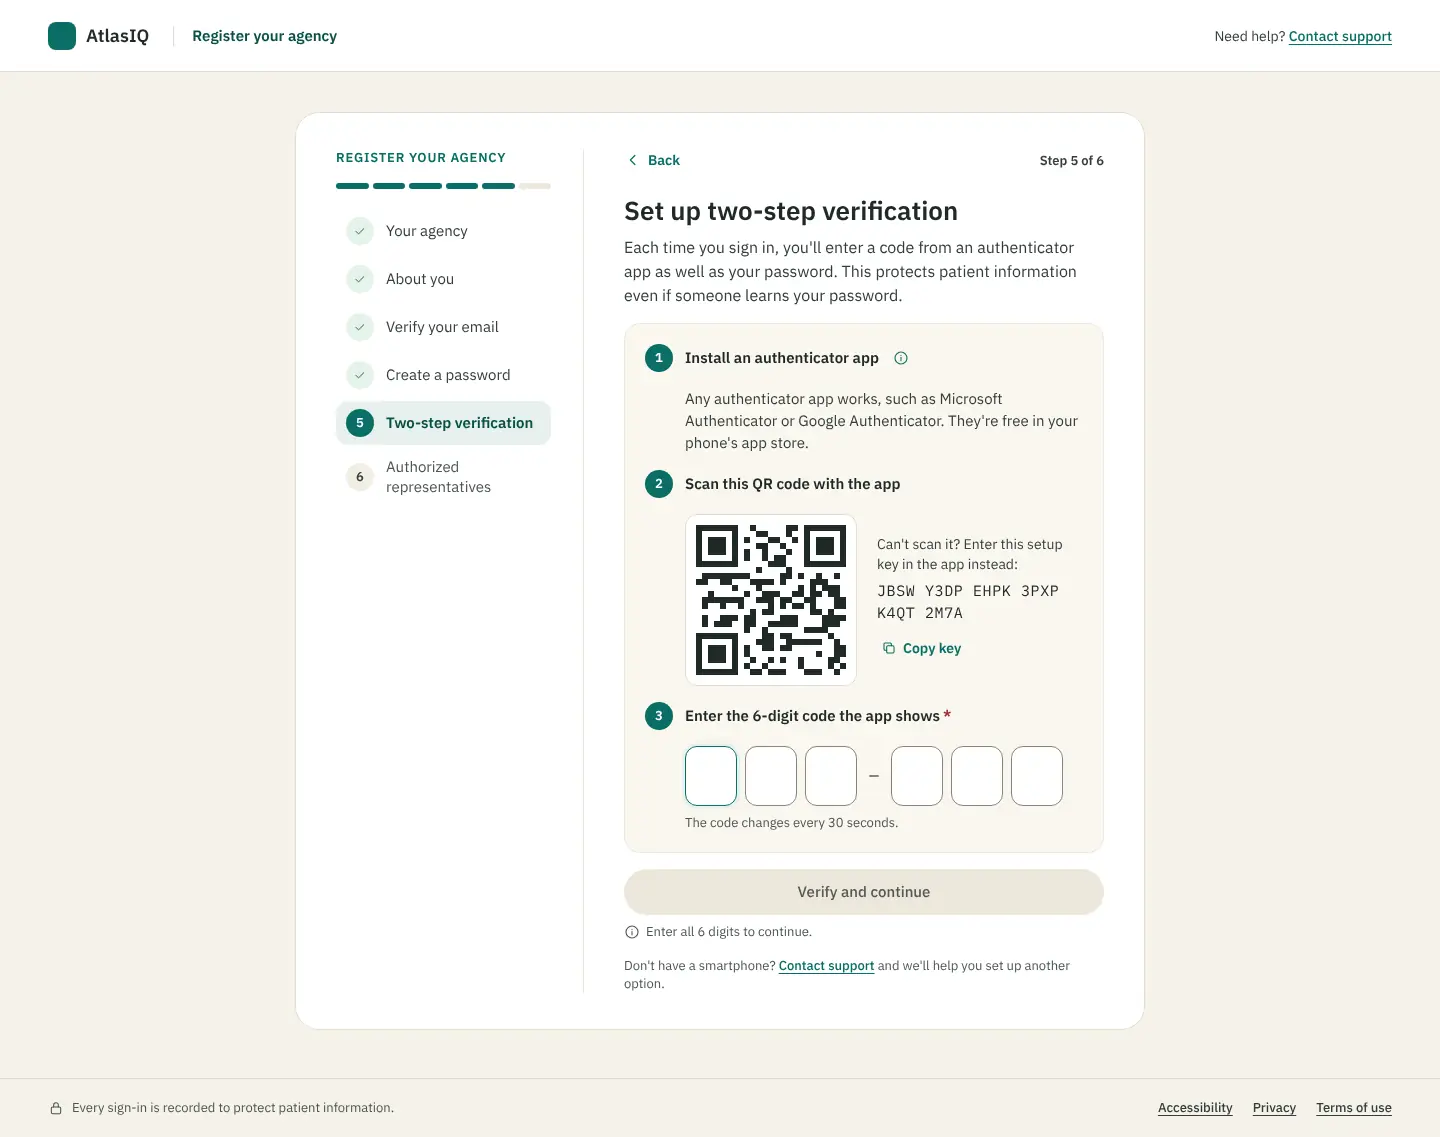 AtlasIQ
Register your agency
Need help? Contact support
REGISTER YOUR AGENCY
Your agency
About you
Verify your email
Create a password
5 Two-step verification
6 Authorized
representatives
Back
Step 5 of 6
Set up two-step verification
Each time you sign in, you'll enter a code from an authenticator
app as well as your password. This protects patient information
even if someone learns your password.
1 Install an authenticator app
Any authenticator app works, such as Microsoft
Authenticator or Google Authenticator. They're free in your
phone's app store.
2 Scan this QR code with the app
Can't scan it? Enter this setup
key in the app instead:
JBSW Y3DP EHPK 3PXP
K4QT 2M7A
Copy key
3 Enter the 6-digit code the app shows *
–
The code changes every 30 seconds.
Verify and continue
Enter all 6 digits to continue.
Don't have a smartphone? Contact support and we'll help you set up another
option.
Every sign-in is recorded to protect patient information.
Accessibility
Privacy
Terms of use